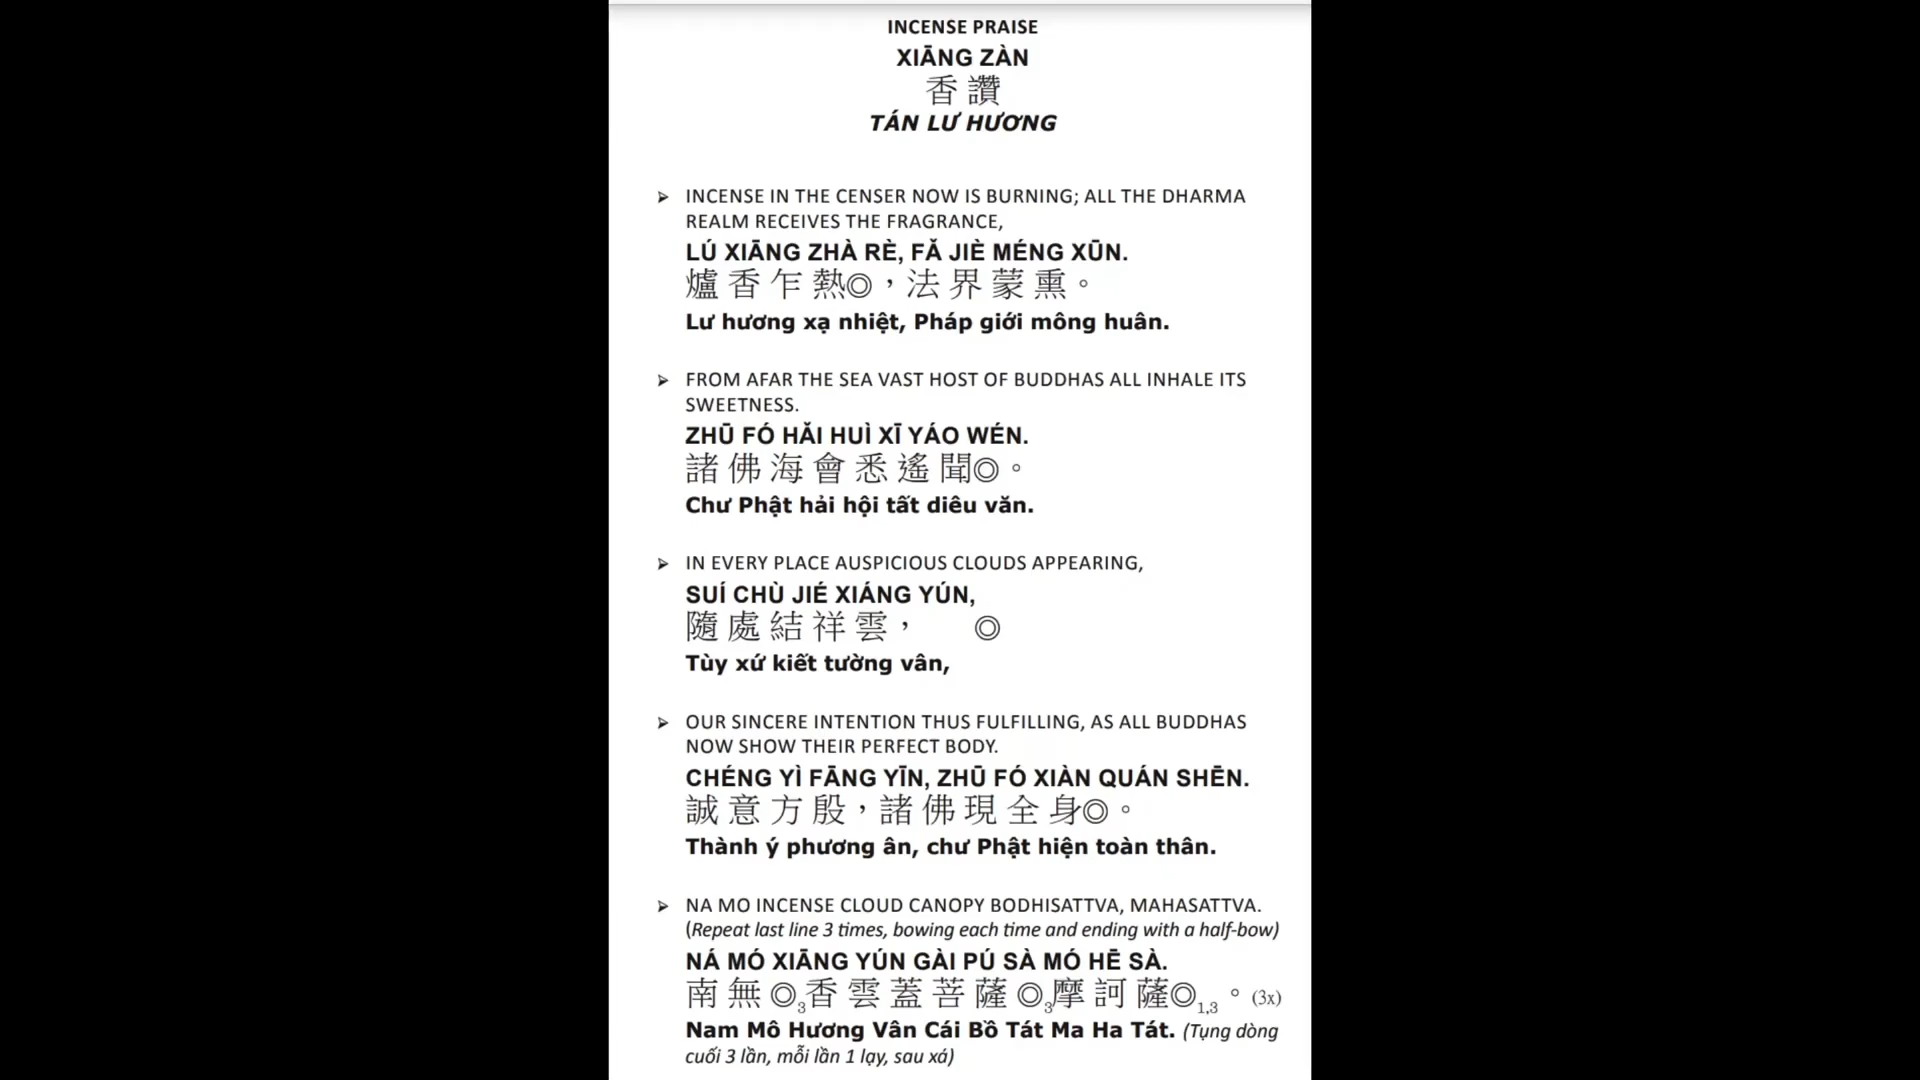 INCENSE PRAISE
XIĀNG ZÀN
香 讚
TÁN LƯ HƯƠNG
➢ INCENSE IN THE CENSER NOW IS BURNING; ALL THE DHARMA
REALM RECEIVES THE FRAGRANCE,
LÚ XIĀNG ZHÀ RÈ, FǍ JIÈ MÉNG XŪN.
爐 香 乍 熱◎，法 界 蒙 熏。
Lư hương xạ nhiệt, Pháp giới mông huân.
➢ FROM AFAR THE SEA VAST HOST OF BUDDHAS ALL INHALE ITS
SWEETNESS.
ZHŪ FÓ HǍI HUÌ XĪ YÁO WÉN.
諸 佛 海 會 悉 遙 聞◎。
Chư Phật hải hội tất diêu văn.
➢ IN EVERY PLACE AUSPICIOUS CLOUDS APPEARING,
SUÍ CHÙ JIÉ XIÁNG YÚN,
隨 處 結 祥 雲， ◎
Tùy xứ kiết tường vân,
➢ OUR SINCERE INTENTION THUS FULFILLING, AS ALL BUDDHAS
NOW SHOW THEIR PERFECT BODY.
CHÉNG YÌ FĀNG YĪN, ZHŪ FÓ XIÀN QUÁN SHĒN.
誠 意 方 殷，諸 佛 現 全 身◎。
Thành ý phương ân, chư Phật hiện toàn thân.
➢ NA MO INCENSE CLOUD CANOPY BODHISATTVA, MAHASATTVA.
(Repeat last line 3 times, bowing each time and ending with a half-bow)
NÁ MÓ XIĀNG YÚN GÀI PÚ SÀ MÓ HĒ SÀ.
南 無 ◎3香 雲 蓋 菩 薩 ◎3摩 訶 薩◎1,3 。(3x)
Nam Mô Hương Vân Cái Bồ Tát Ma Ha Tát. (Tụng dòng
cuối 3 lần, mỗi lần 1 lạy, sau xá)